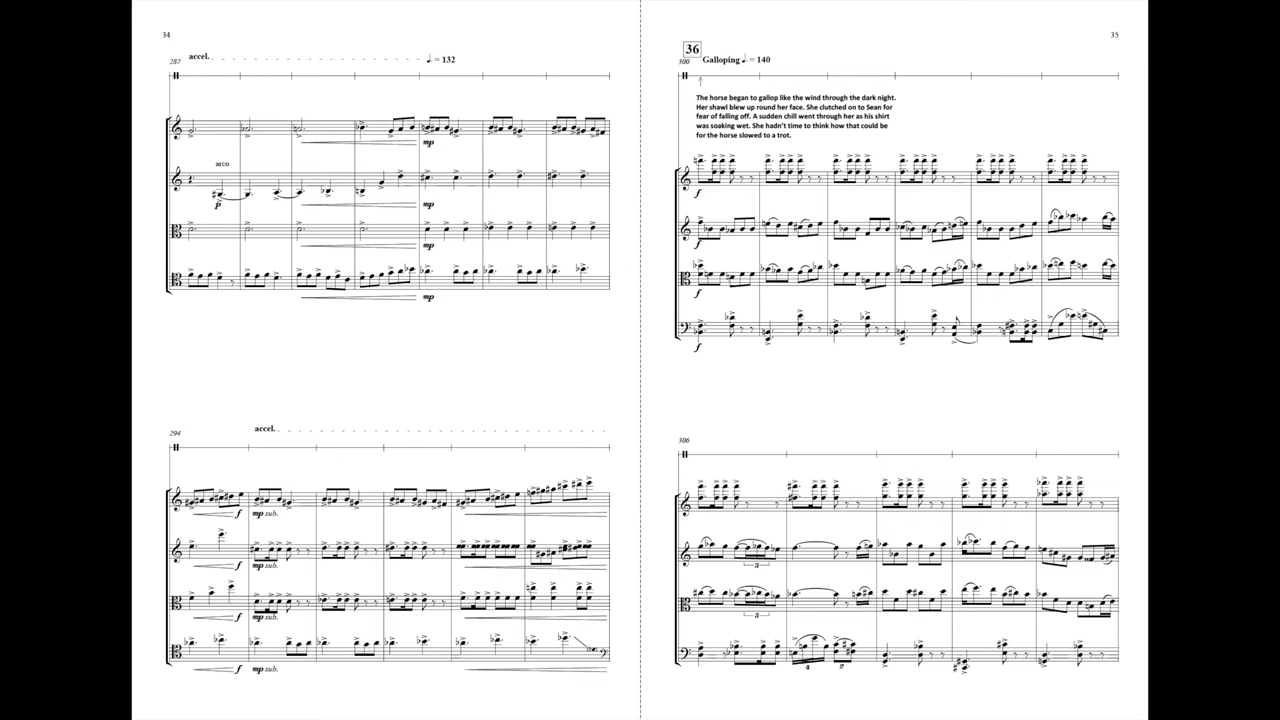 34
287
accel.
♩. = 132
nico
p
mp
mp
mp
mp
294
accel.
f
mp sub.
f
mp sub.
f
mp sub.
f
mp sub.
35
36
300
Galloping ♩. = 140
The horse began to gallop like the wind through the dark night.
Her shawl blew up round her face. She clutched on to Sean for
fear of falling off. A sudden chill went through her as his shirt
was soaking wet. She hadn't time to think how that could be
for the horse slowed to a trot.
f
f
f
f
306
3
3
4
2